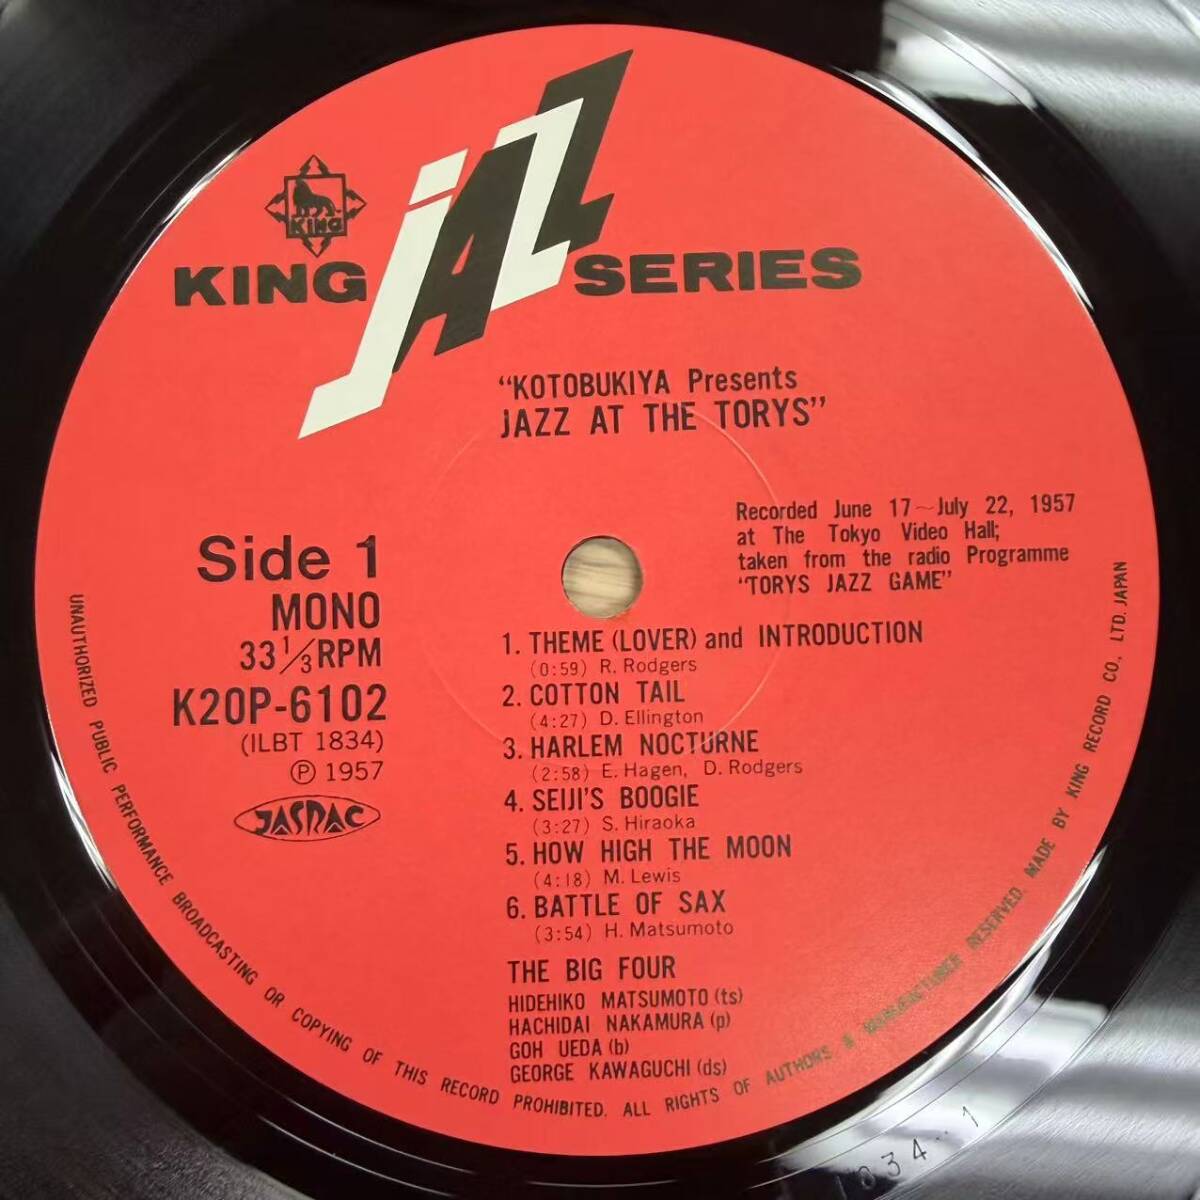 KING
KING jAZZ SERIES
"KOTOBUKIYA Presents
JAZZ AT THE TORYS"
Recorded June 17~July 22, 1957
at The Tokyo Video Hall;
taken from the radio Programme
"TORYS JAZZ GAME"
Side 1
MONO
33 1/3 RPM
K20P-6102
(ILBT 1834)
℗ 1957
JASRAC
1. THEME (LOVER) and INTRODUCTION
(0:59) R. Rodgers
2. COTTON TAIL
(4:27) D. Ellington
3. HARLEM NOCTURNE
(2:58) E. Hagen, D. Rodgers
4. SEIJI'S BOOGIE
(3:27) S. Hiraoka
5. HOW HIGH THE MOON
(4:18) M. Lewis
6. BATTLE OF SAX
(3:54) H. Matsumoto
THE BIG FOUR
HIDEHIKO MATSUMOTO (ts)
HACHIDAI NAKAMURA (p)
GOH UEDA (b)
GEORGE KAWAGUCHI (ds)
UNAUTHORIZED PUBLIC PERFORMANCE BROADCASTING OR COPYING OF THIS RECORD PROHIBITED. ALL RIGHTS OF AUTHORS & MANUFACTURER RESERVED. MADE BY KING RECORD CO., LTD. JAPAN